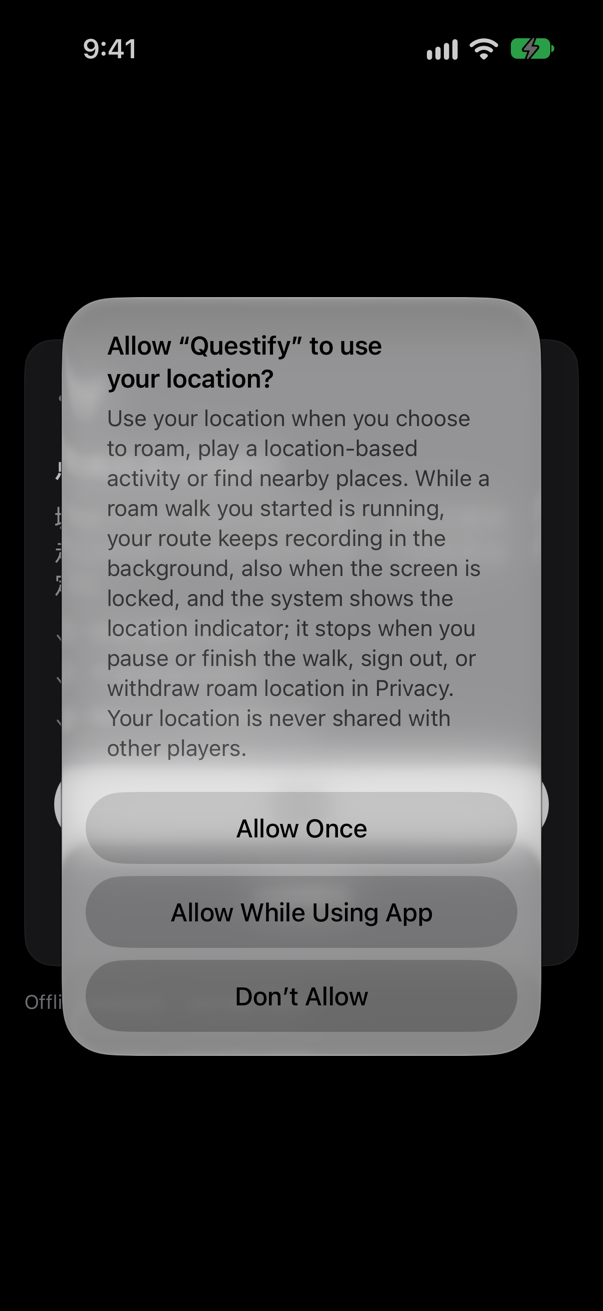 9:41
Allow “Questify” to use
your location?
Use your location when you choose
to roam, play a location-based
activity or find nearby places. While a
roam walk you started is running,
your route keeps recording in the
background, also when the screen is
locked, and the system shows the
location indicator; it stops when you
pause or finish the walk, sign out, or
withdraw roam location in Privacy.
Your location is never shared with
other players.
Allow Once
Allow While Using App
Don’t Allow